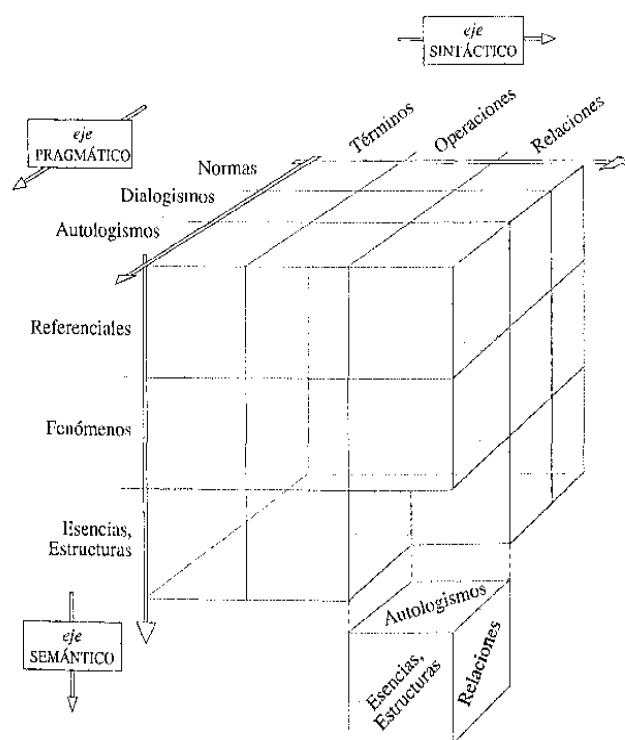 eje
SINTÁCTICO
eje
PRAGMÁTICO
Términos
Operaciones
Relaciones
Normas
Dialogismos
Autologismos
Referenciales
Fenómenos
Esencias,
Estructuras
eje
SEMÁNTICO
Autologismos
Esencias,
Estructuras
Relaciones